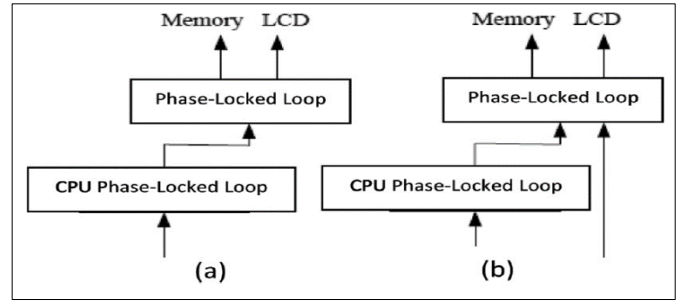 Memory LCD
Phase-Locked Loop
CPU Phase-Locked Loop
(a)
Memory LCD
Phase-Locked Loop
CPU Phase-Locked Loop
(b)